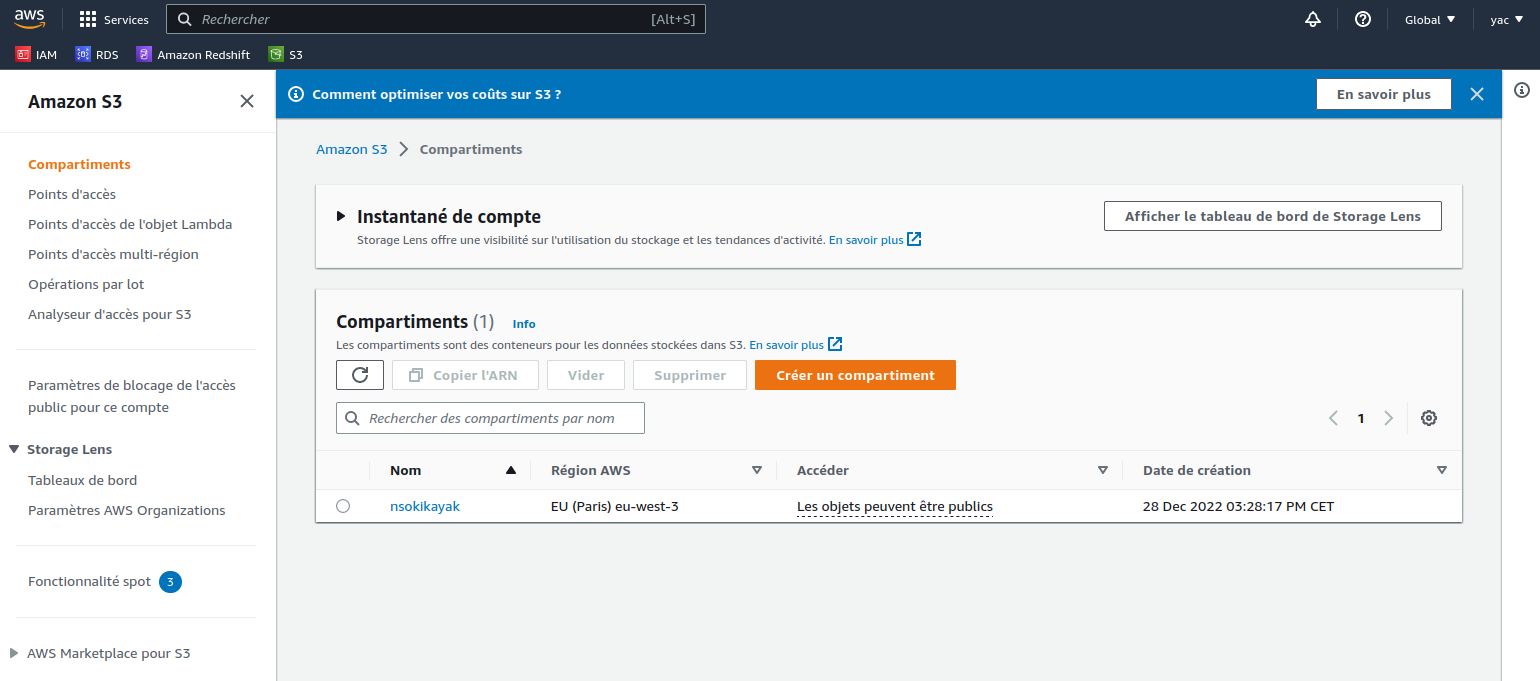 aws
Services
Rechercher
[Alt+S]
Global
yac
IAM
RDS
Amazon Redshift
S3
Amazon S3
Compartiments
Points d'accès
Points d'accès de l'objet Lambda
Points d'accès multi-région
Opérations par lot
Analyseur d'accès pour S3
Paramètres de blocage de l'accès
public pour ce compte
Storage Lens
Tableaux de bord
Paramètres AWS Organizations
Fonctionnalité spot 3
AWS Marketplace pour S3
Comment optimiser vos coûts sur S3 ?
En savoir plus
Amazon S3 Compartiments
Instantané de compte
Storage Lens offre une visibilité sur l'utilisation du stockage et les tendances d'activité. En savoir plus
Afficher le tableau de bord de Storage Lens
Compartiments (1) Info
Les compartiments sont des conteneurs pour les données stockées dans S3. En savoir plus
Copier l'ARN Vider Supprimer Créer un compartiment
Rechercher des compartiments par nom
1
Nom Région AWS Accéder Date de création
nsokikayak EU (Paris) eu-west-3 Les objets peuvent être publics 28 Dec 2022 03:28:17 PM CET